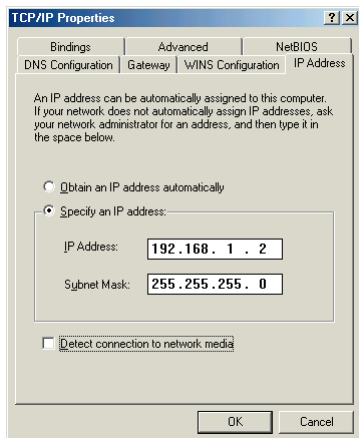 TCP/IP Properties
Bindings Advanced NetBIOS
DNS Configuration Gateway WINS Configuration IP Address
An IP address can be automatically assigned to this computer.
If your network does not automatically assign IP addresses, ask
your network administrator for an address, and then type it in
the space below.
Obtain an IP address automatically
Specify an IP address:
IP Address: 192.168. 1 . 2
Subnet Mask: 255.255.255. 0
Detect connection to network media
OK Cancel